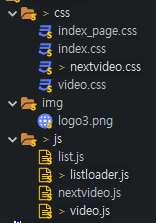 css
index_page.css
index.css
> nextvideo.css
video.css
img
logo3.png
> js
list.js
> listloader.js
nextvideo.js
> video.js